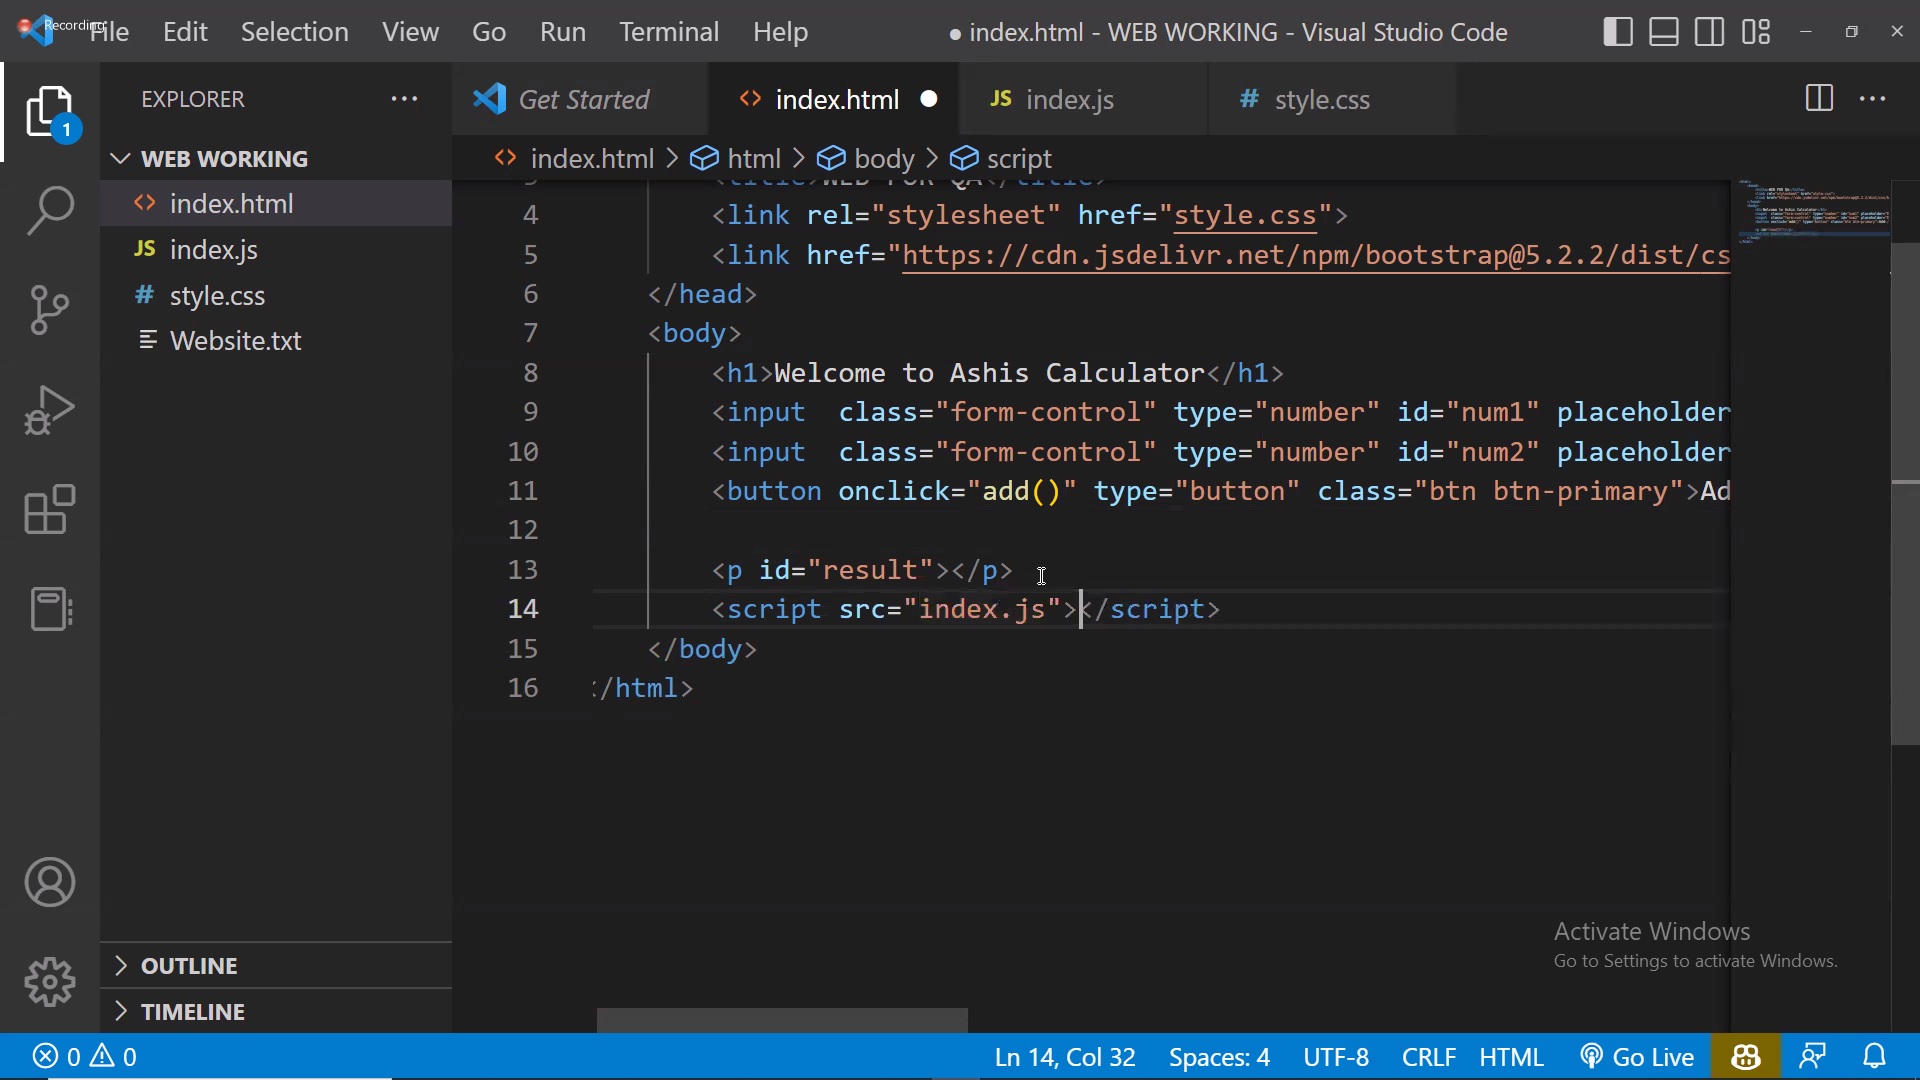 Recording
File Edit Selection View Go Run Terminal Help
● index.html - WEB WORKING - Visual Studio Code
EXPLORER
1
WEB WORKING
index.html
JS index.js
# style.css
Website.txt
OUTLINE
TIMELINE
Get Started
<> index.html ●
JS index.js
# style.css
<> index.html > html > body > script
3 <title>WEB FOR QA</title>
4 <link rel="stylesheet" href="style.css">
5 <link href="https://cdn.jsdelivr.net/npm/bootstrap@5.2.2/dist/cs
6 </head>
7 <body>
8 <h1>Welcome to Ashis Calculator</h1>
9 <input  class="form-control" type="number" id="num1" placeholder
10 <input  class="form-control" type="number" id="num2" placeholder
11 <button onclick="add()" type="button" class="btn btn-primary">Ad
12
13 <p id="result"></p>
14 <script src="index.js"></script>
15 </body>
16 </html>
Activate Windows
Go to Settings to activate Windows.
0 0
Ln 14, Col 32 Spaces: 4 UTF-8 CRLF HTML Go Live